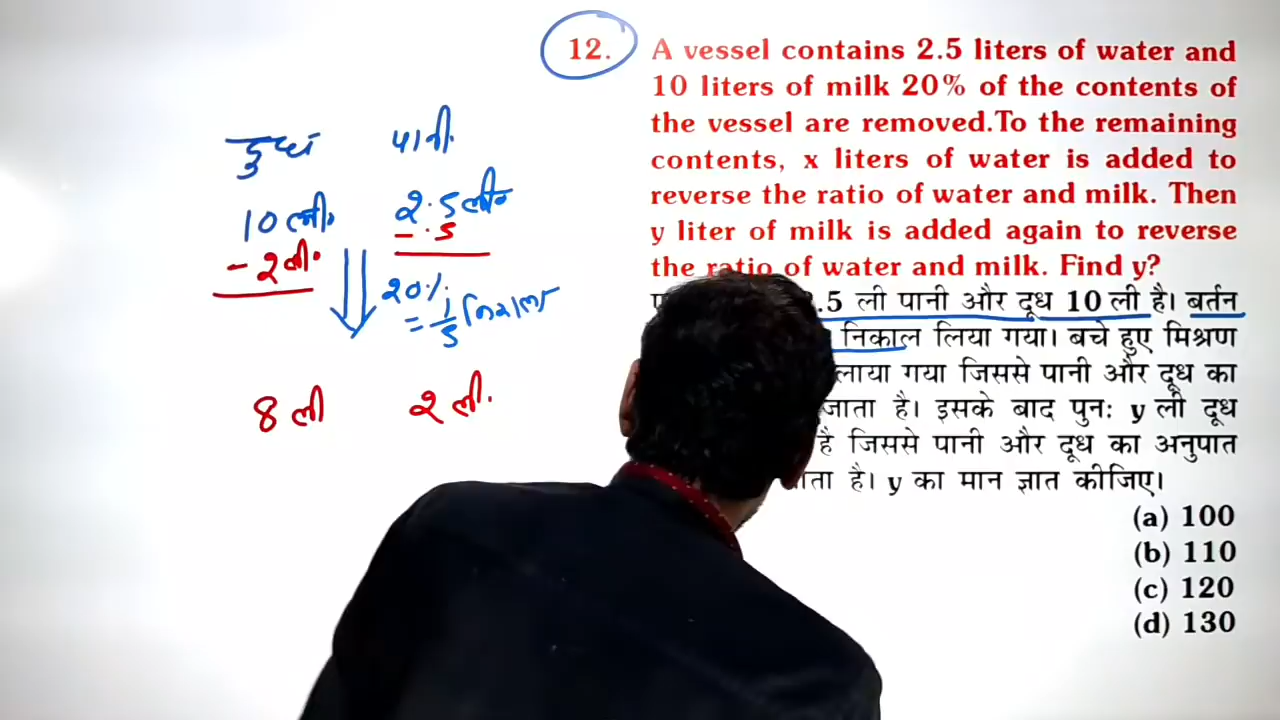 12.
A vessel contains 2.5 liters of water and
10 liters of milk 20% of the contents of
the vessel are removed.To the remaining
contents, x liters of water is added to
reverse the ratio of water and milk. Then
y liter of milk is added again to reverse
the ratio of water and milk. Find y?
.5 ली पानी और दूध 10 ली है। बर्तन
निकाल लिया गया। बचे हुए मिश्रण
लाया गया जिससे पानी और दूध का
जाता है। इसके बाद पुनः y ली दूध
है जिससे पानी और दूध का अनुपात
है। y का मान ज्ञात कीजिए।
(a) 100
(b) 110
(c) 120
(d) 130
पानी
10 ली. 2.5 ली.
- 2 ली. - .5
20%
= 1/5
8 ली 2 ली.